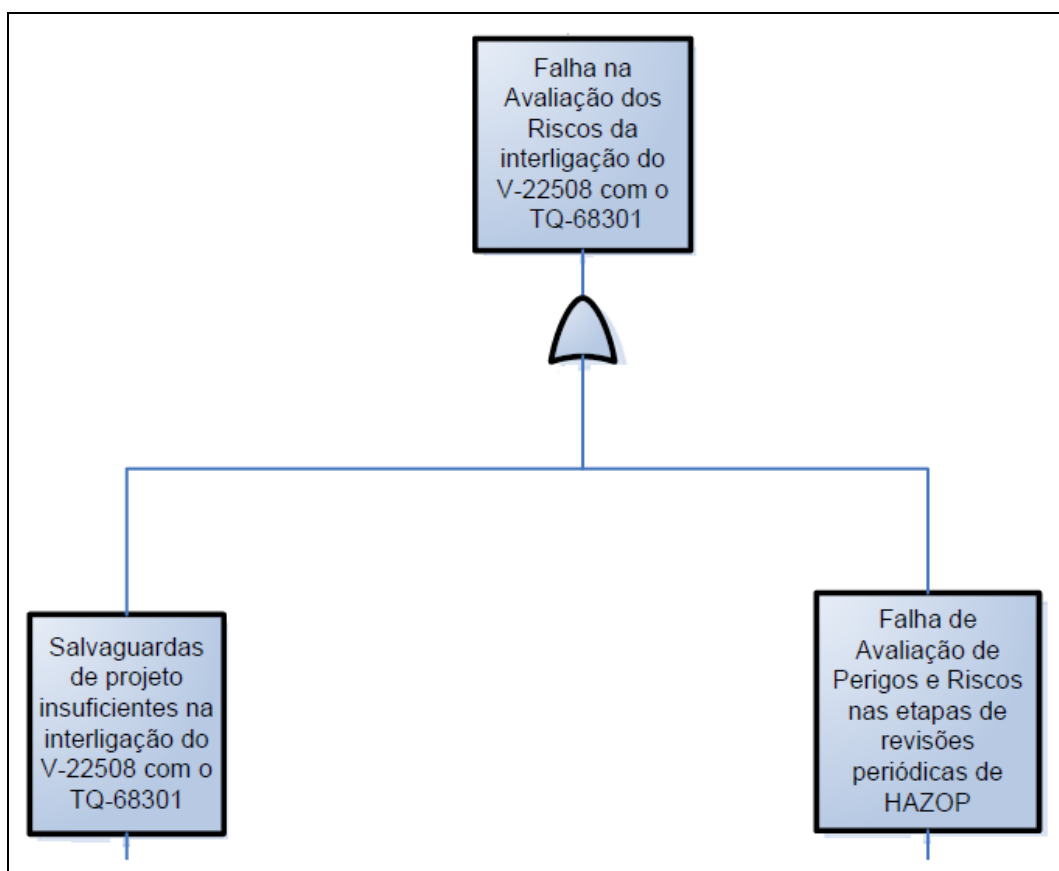 Falha na
Avaliação dos
Riscos da
interligação do
V-22508 com o
TQ-68301
Salvaguardas
de projeto
insuficientes na
interligação do
V-22508 com o
TQ-68301
Falha de
Avaliação de
Perigos e Riscos
nas etapas de
revisões
periódicas de
HAZOP